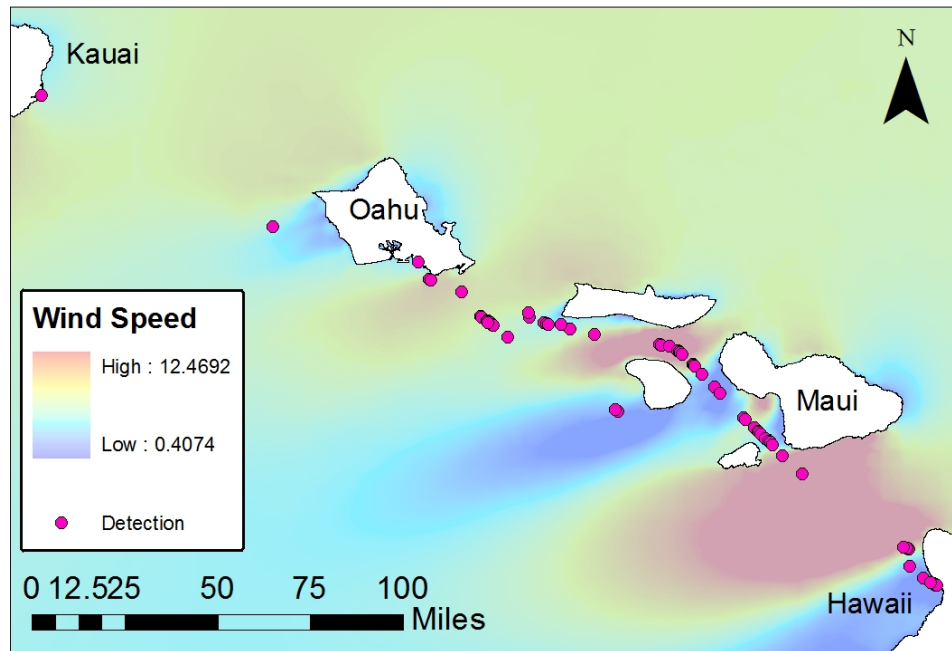 Kauai
N
Oahu
Wind Speed
High : 12.4692
Low : 0.4074
Detection
Maui
Hawaii
0 12.525 50 75 100
Miles